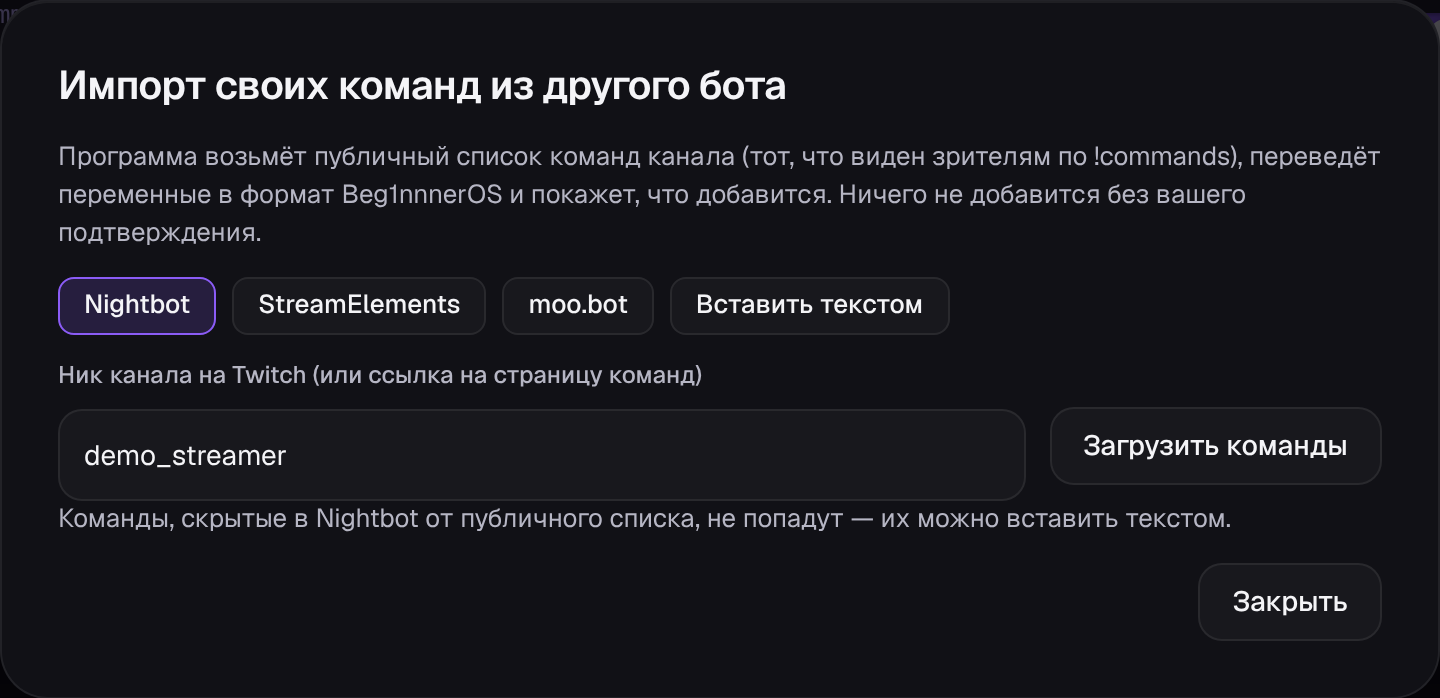 Импорт своих команд из другого бота
Программа возьмёт публичный список команд канала (тот, что виден зрителям по !commands), переведёт
переменные в формат Beg1nnnerOS и покажет, что добавится. Ничего не добавится без вашего
подтверждения.
Nightbot StreamElements moo.bot Вставить текстом
Ник канала на Twitch (или ссылка на страницу команд)
demo_streamer Загрузить команды
Команды, скрытые в Nightbot от публичного списка, не попадут — их можно вставить текстом.
Закрыть